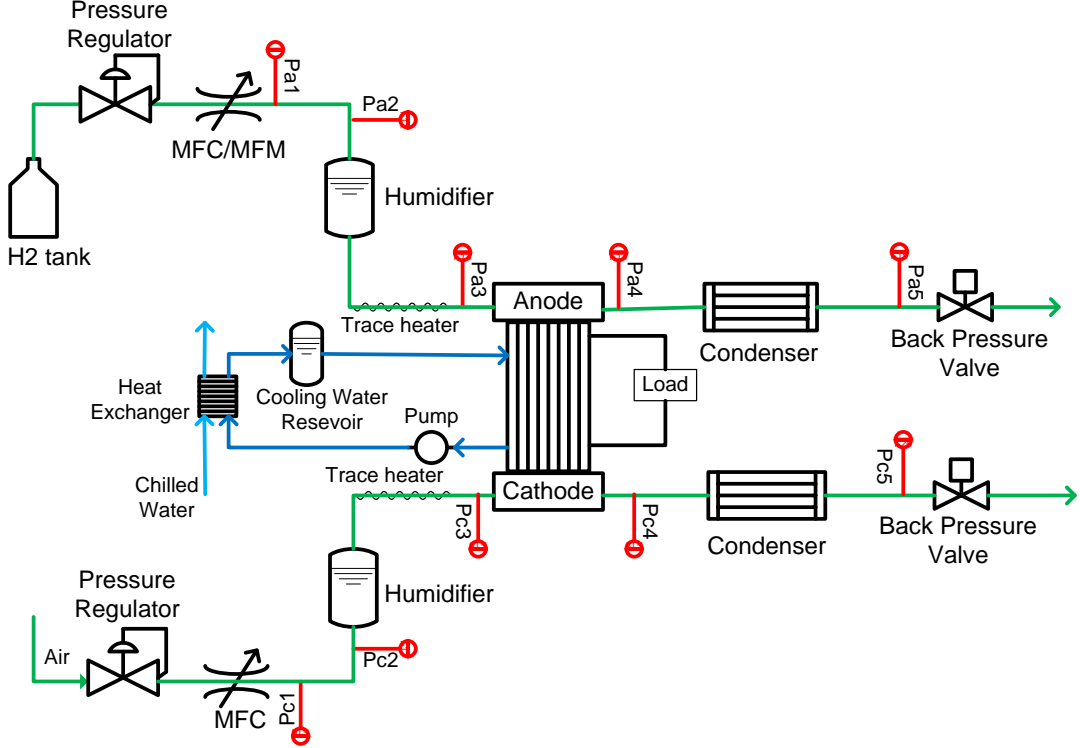 Pressure
Regulator
Pa1
Pa2
MFC/MFM
Humidifier
H2 tank
Pa3
Pa4
Pa5
Anode
Trace heater
Condenser
Back Pressure
Valve
Heat
Exchanger
Cooling Water
Resevoir
Load
Pump
Chilled
Water
Trace heater
Cathode
Pc3
Pc4
Pc5
Condenser
Back Pressure
Valve
Pressure
Regulator
Humidifier
Air
Pc2
MFC
Pc1